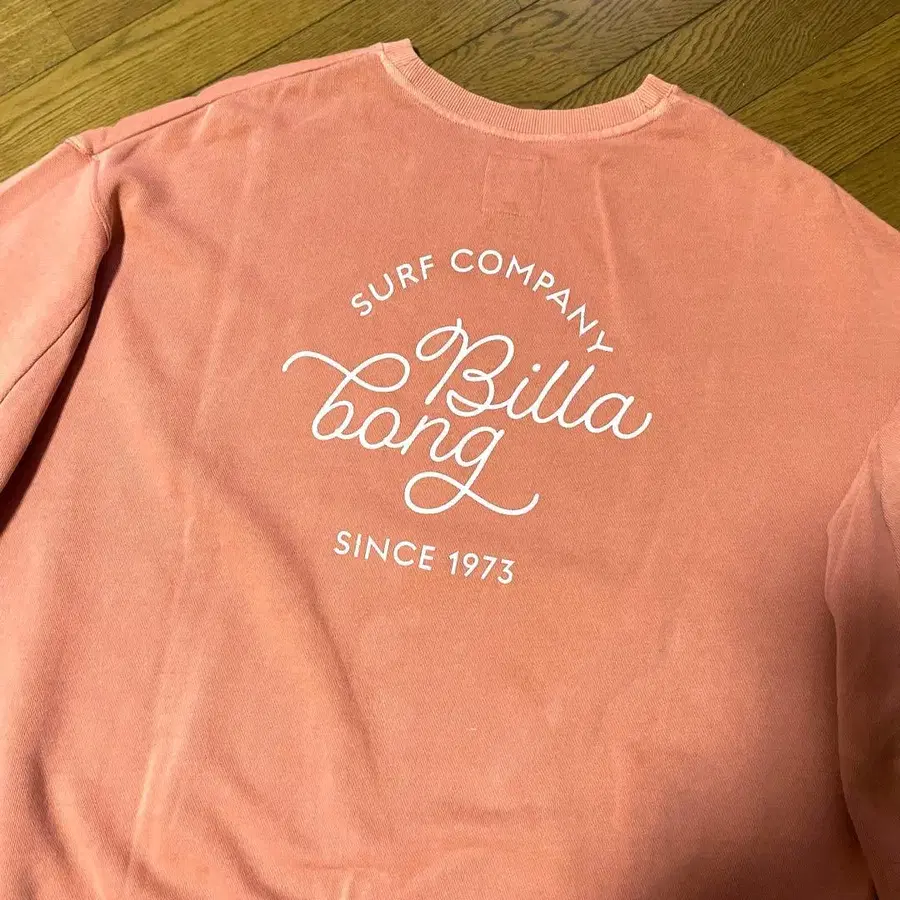 SURF COMPANY
Billa
bong
SINCE 1973